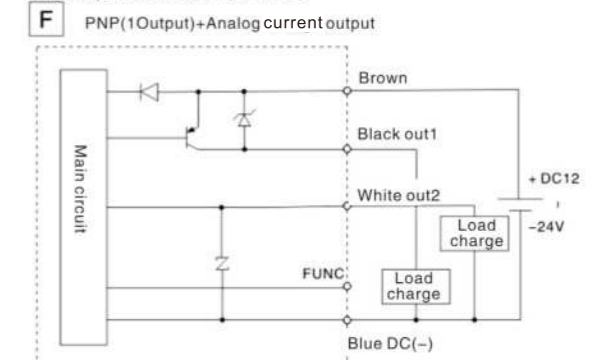 F PNP(1Output)+Analog current output
Brown
Black out1
Main circuit
+ DC12
White out2
~
-24V
Load
charge
FUNC
Load
charge
Blue DC(-)